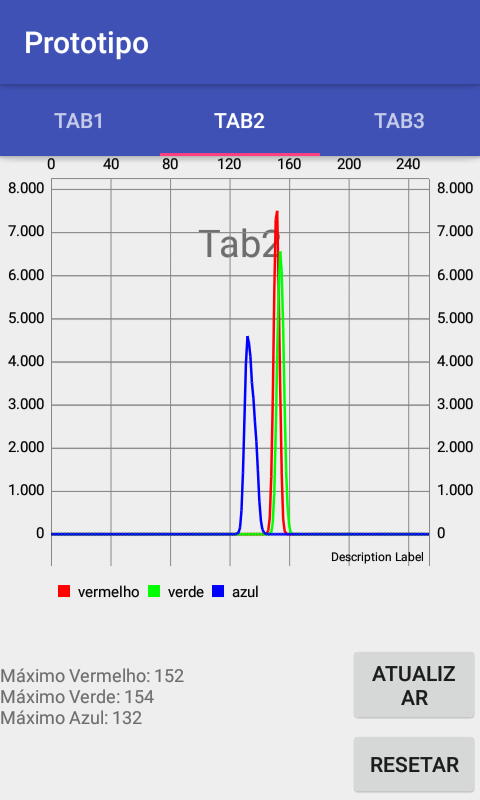 Prototipo
TAB1 TAB2 TAB3
0 40 80 120 160 200 240
8.000 8.000
7.000 7.000
Tab2
6.000 6.000
5.000 5.000
4.000 4.000
3.000 3.000
2.000 2.000
1.000 1.000
0 0
Description Label
vermelho verde azul
Máximo Vermelho: 152
Máximo Verde: 154
Máximo Azul: 132
ATUALIZ
AR
RESETAR